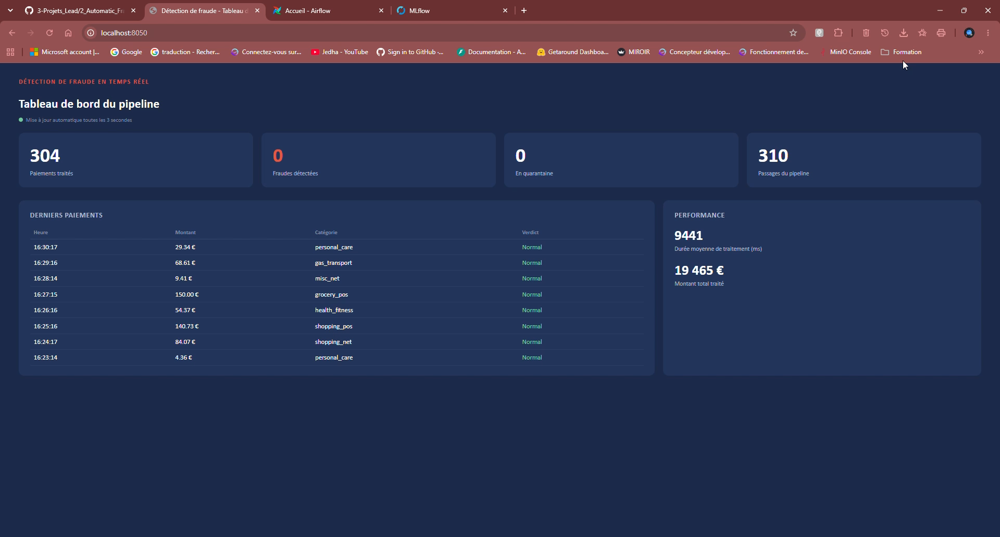 3-Projets_Lead/2_Automatic_Fr
Détection de fraude - Tableau d
Accueil - Airflow
MLflow
localhost:8050
Microsoft account |...
Google
traduction - Recher...
Connectez-vous sur...
Jedha - YouTube
Sign in to GitHub ·...
Documentation - A...
Getaround Dashboa...
MIROIR
Concepteur dévelop...
Fonctionnement de...
MinIO Console
Formation
DÉTECTION DE FRAUDE EN TEMPS RÉEL
Tableau de bord du pipeline
Mise à jour automatique toutes les 3 secondes
304
Paiements traités
0
Fraudes détectées
0
En quarantaine
310
Passages du pipeline
DERNIERS PAIEMENTS
Heure Montant Catégorie Verdict
16:30:17 29.34 € personal_care Normal
16:29:16 68.61 € gas_transport Normal
16:28:14 9.41 € misc_net Normal
16:27:15 150.00 € grocery_pos Normal
16:26:16 54.37 € health_fitness Normal
16:25:16 140.73 € shopping_pos Normal
16:24:17 84.07 € shopping_net Normal
16:23:14 4.36 € personal_care Normal
PERFORMANCE
9441
Durée moyenne de traitement (ms)
19 465 €
Montant total traité